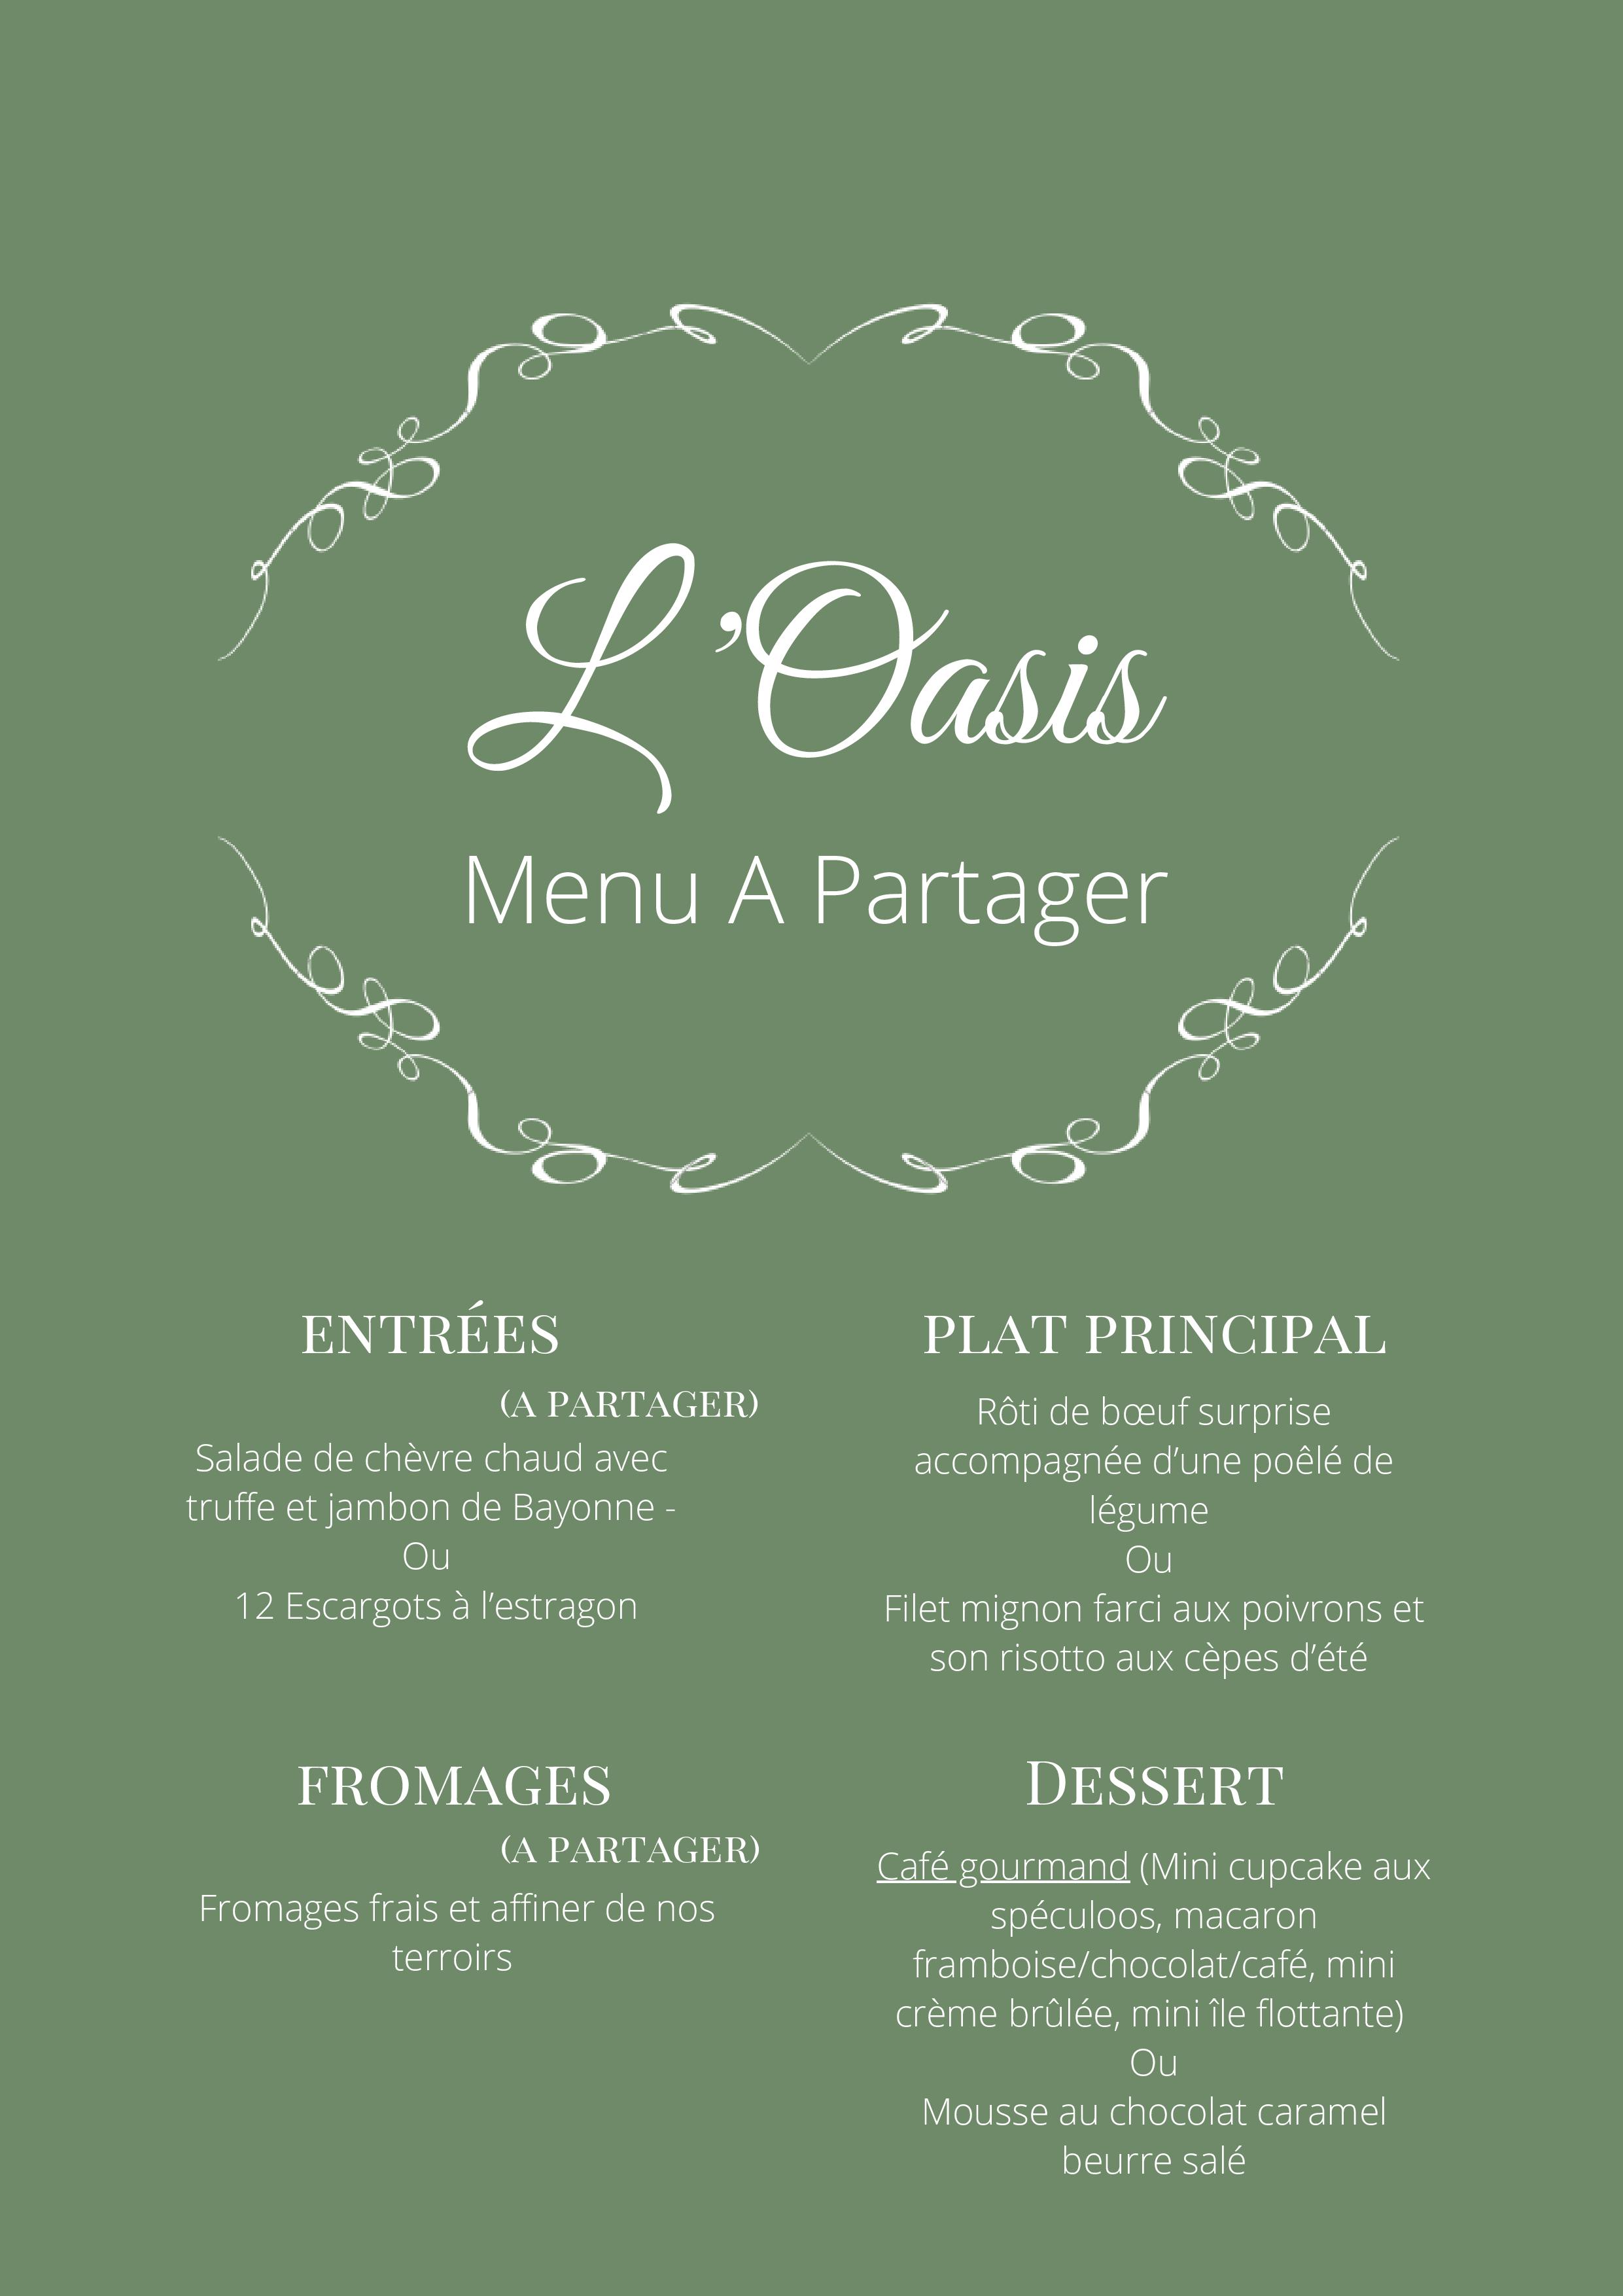 L'Oasis
Menu A Partager
ENTRÉES
(A PARTAGER)
Salade de chèvre chaud avec
truffe et jambon de Bayonne -
Ou
12 Escargots à l'estragon
PLAT PRINCIPAL
Rôti de bœuf surprise
accompagnée d'une poêlé de
légume
Ou
Filet mignon farci aux poivrons et
son risotto aux cèpes d'été
FROMAGES
(A PARTAGER)
Fromages frais et affiner de nos
terroirs
DESSERT
Café gourmand (Mini cupcake aux
spéculoos, macaron
framboise/chocolat/café, mini
crème brûlée, mini île flottante)
Ou
Mousse au chocolat caramel
beurre salé